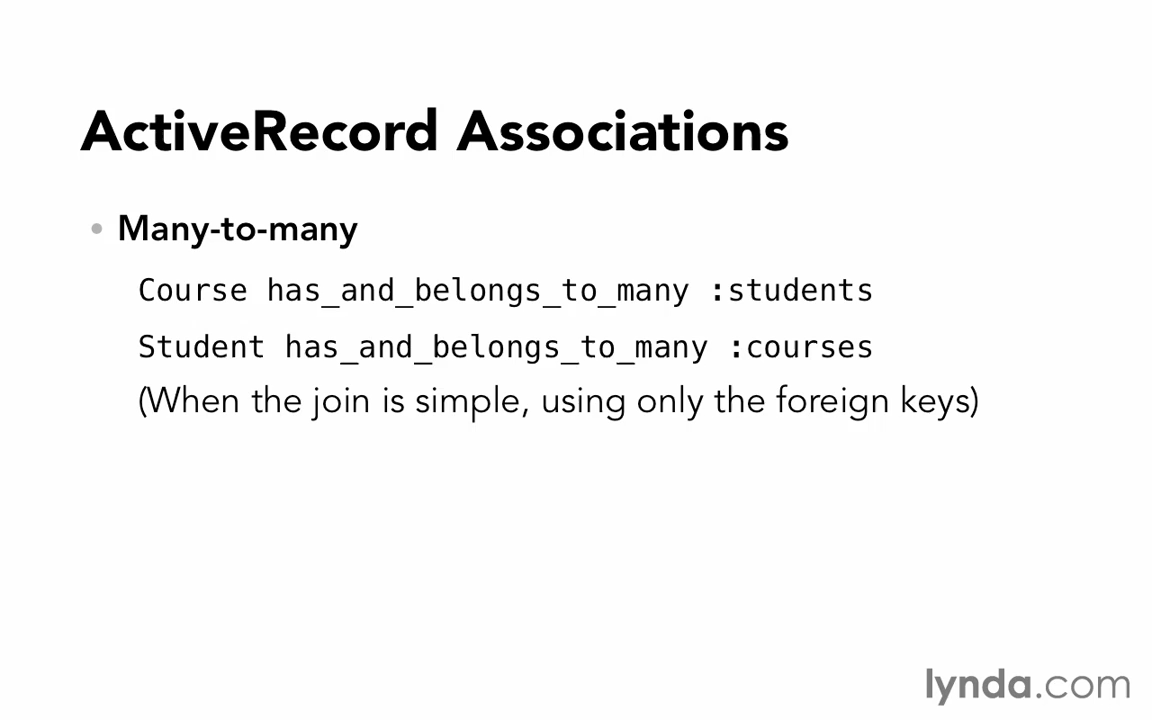 ActiveRecord Associations
• Many-to-many
Course has_and_belongs_to_many :students
Student has_and_belongs_to_many :courses
(When the join is simple, using only the foreign keys)
lynda.com